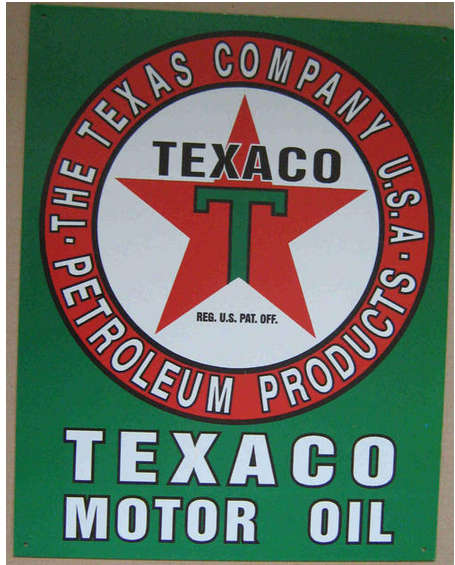 ·THE TEXAS COMPANY U.S.A·
PETROLEUM PRODUCTS
TEXACO
T
REG. U.S. PAT. OFF.
TEXACO
MOTOR OIL